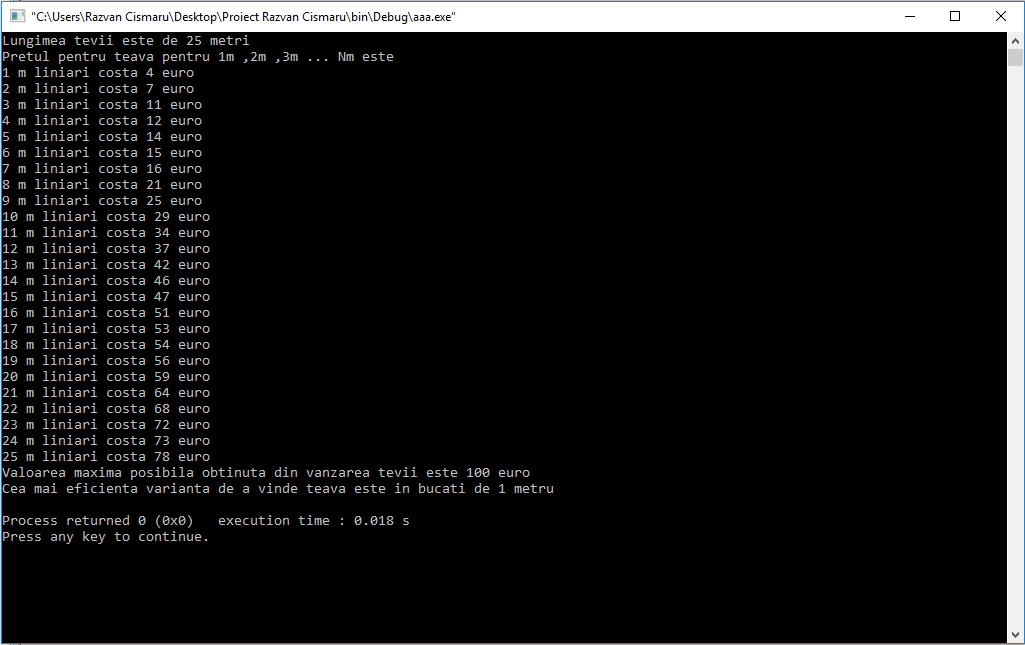 "C:\Users\Razvan Cismaru\Desktop\Proiect Razvan Cismaru\bin\Debug\aaa.exe"
Lungimea tevii este de 25 metri
Pretul pentru teava pentru 1m ,2m ,3m ... Nm este
1 m liniari costa 4 euro
2 m liniari costa 7 euro
3 m liniari costa 11 euro
4 m liniari costa 12 euro
5 m liniari costa 14 euro
6 m liniari costa 15 euro
7 m liniari costa 16 euro
8 m liniari costa 21 euro
9 m liniari costa 25 euro
10 m liniari costa 29 euro
11 m liniari costa 34 euro
12 m liniari costa 37 euro
13 m liniari costa 42 euro
14 m liniari costa 46 euro
15 m liniari costa 47 euro
16 m liniari costa 51 euro
17 m liniari costa 53 euro
18 m liniari costa 54 euro
19 m liniari costa 56 euro
20 m liniari costa 59 euro
21 m liniari costa 64 euro
22 m liniari costa 68 euro
23 m liniari costa 72 euro
24 m liniari costa 73 euro
25 m liniari costa 78 euro
Valoarea maxima posibila obtinuta din vanzarea tevii este 100 euro
Cea mai eficienta varianta de a vinde teava este in bucati de 1 metru
Process returned 0 (0x0)   execution time : 0.018 s
Press any key to continue.